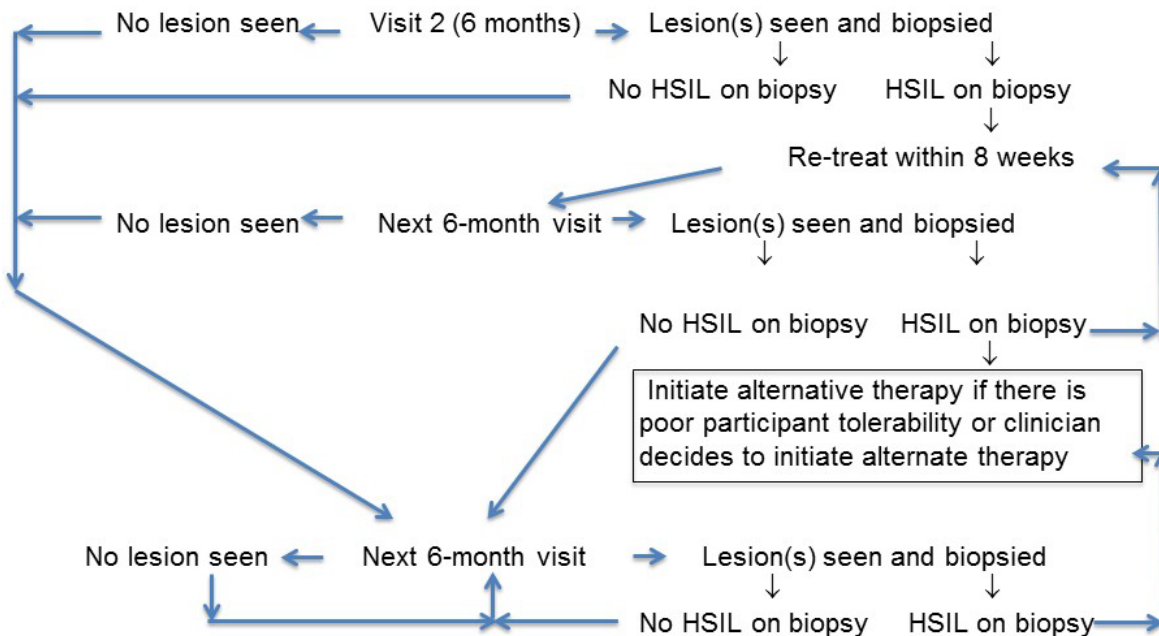 No lesion seen Visit 2 (6 months) Lesion(s) seen and biopsied
No HSIL on biopsy HSIL on biopsy
Re-treat within 8 weeks
No lesion seen Next 6-month visit Lesion(s) seen and biopsied
No HSIL on biopsy HSIL on biopsy
Initiate alternative therapy if there is
poor participant tolerability or clinician
decides to initiate alternate therapy
No lesion seen Next 6-month visit Lesion(s) seen and biopsied
No HSIL on biopsy HSIL on biopsy